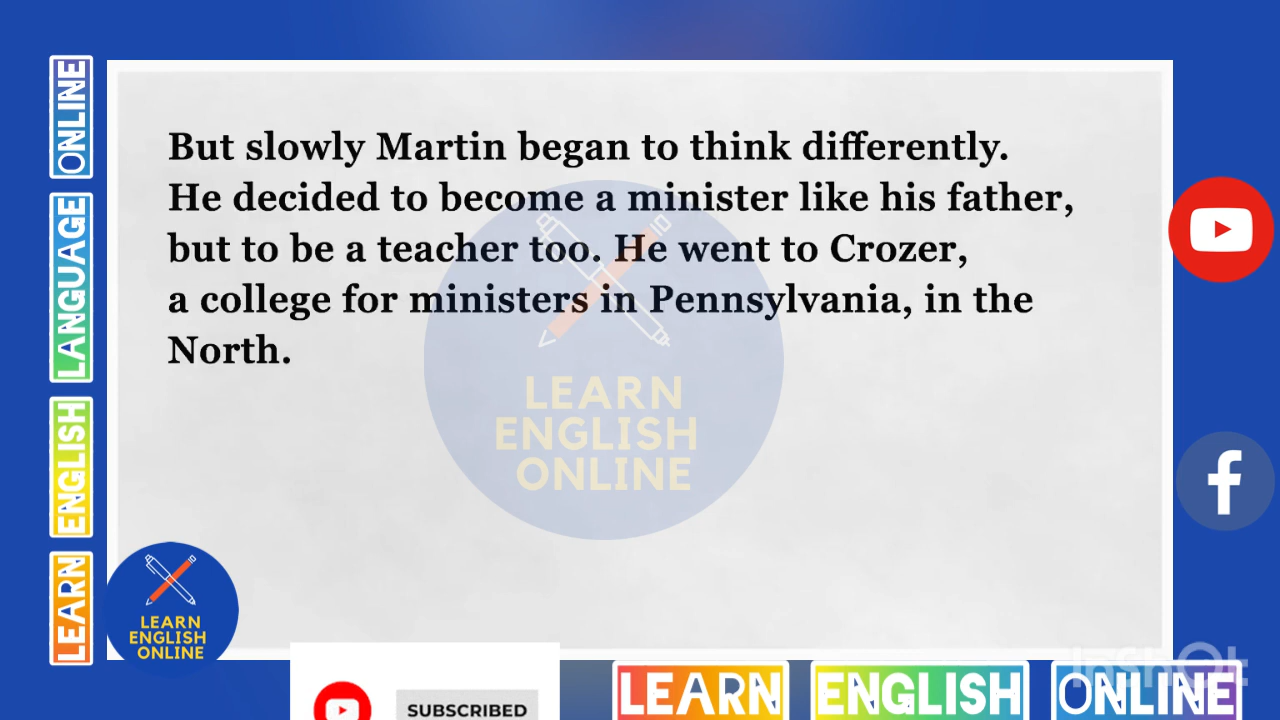 But slowly Martin began to think differently.
He decided to become a minister like his father,
but to be a teacher too. He went to Crozer,
a college for ministers in Pennsylvania, in the
North.
LEARN
ENGLISH
ONLINE
LEARN ENGLISH LANGUAGE ONLINE
LEARN
ENGLISH
ONLINE
SUBSCRIBED
LEARN ENGLISH ONLINE
InShOt